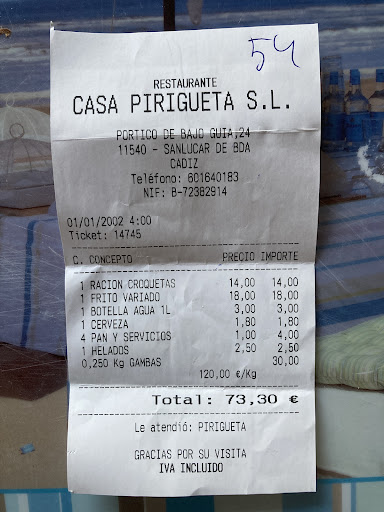 54
RESTAURANTE
CASA PIRIGUETA S.L.
PORTICO DE BAJO GUIA,24
11540 - SANLUCAR DE BDA
CADIZ
Teléfono: 601640183
NIF: B-72382914
01/01/2002 4:00
Ticket: 14745
C. CONCEPTO PRECIO IMPORTE
1 RACION CROQUETAS 14,00 14,00
1 FRITO VARIADO 18,00 18,00
1 BOTELLA AGUA 1L 3,00 3,00
1 CERVEZA 1,80 1,80
4 PAN Y SERVICIOS 1,00 4,00
1 HELADOS 2,50 2,50
0,250 Kg GAMBAS 30,00
120,00 €/Kg
Total: 73,30 €
Le atendió: PIRIGUETA
GRACIAS POR SU VISITA
IVA INCLUIDO